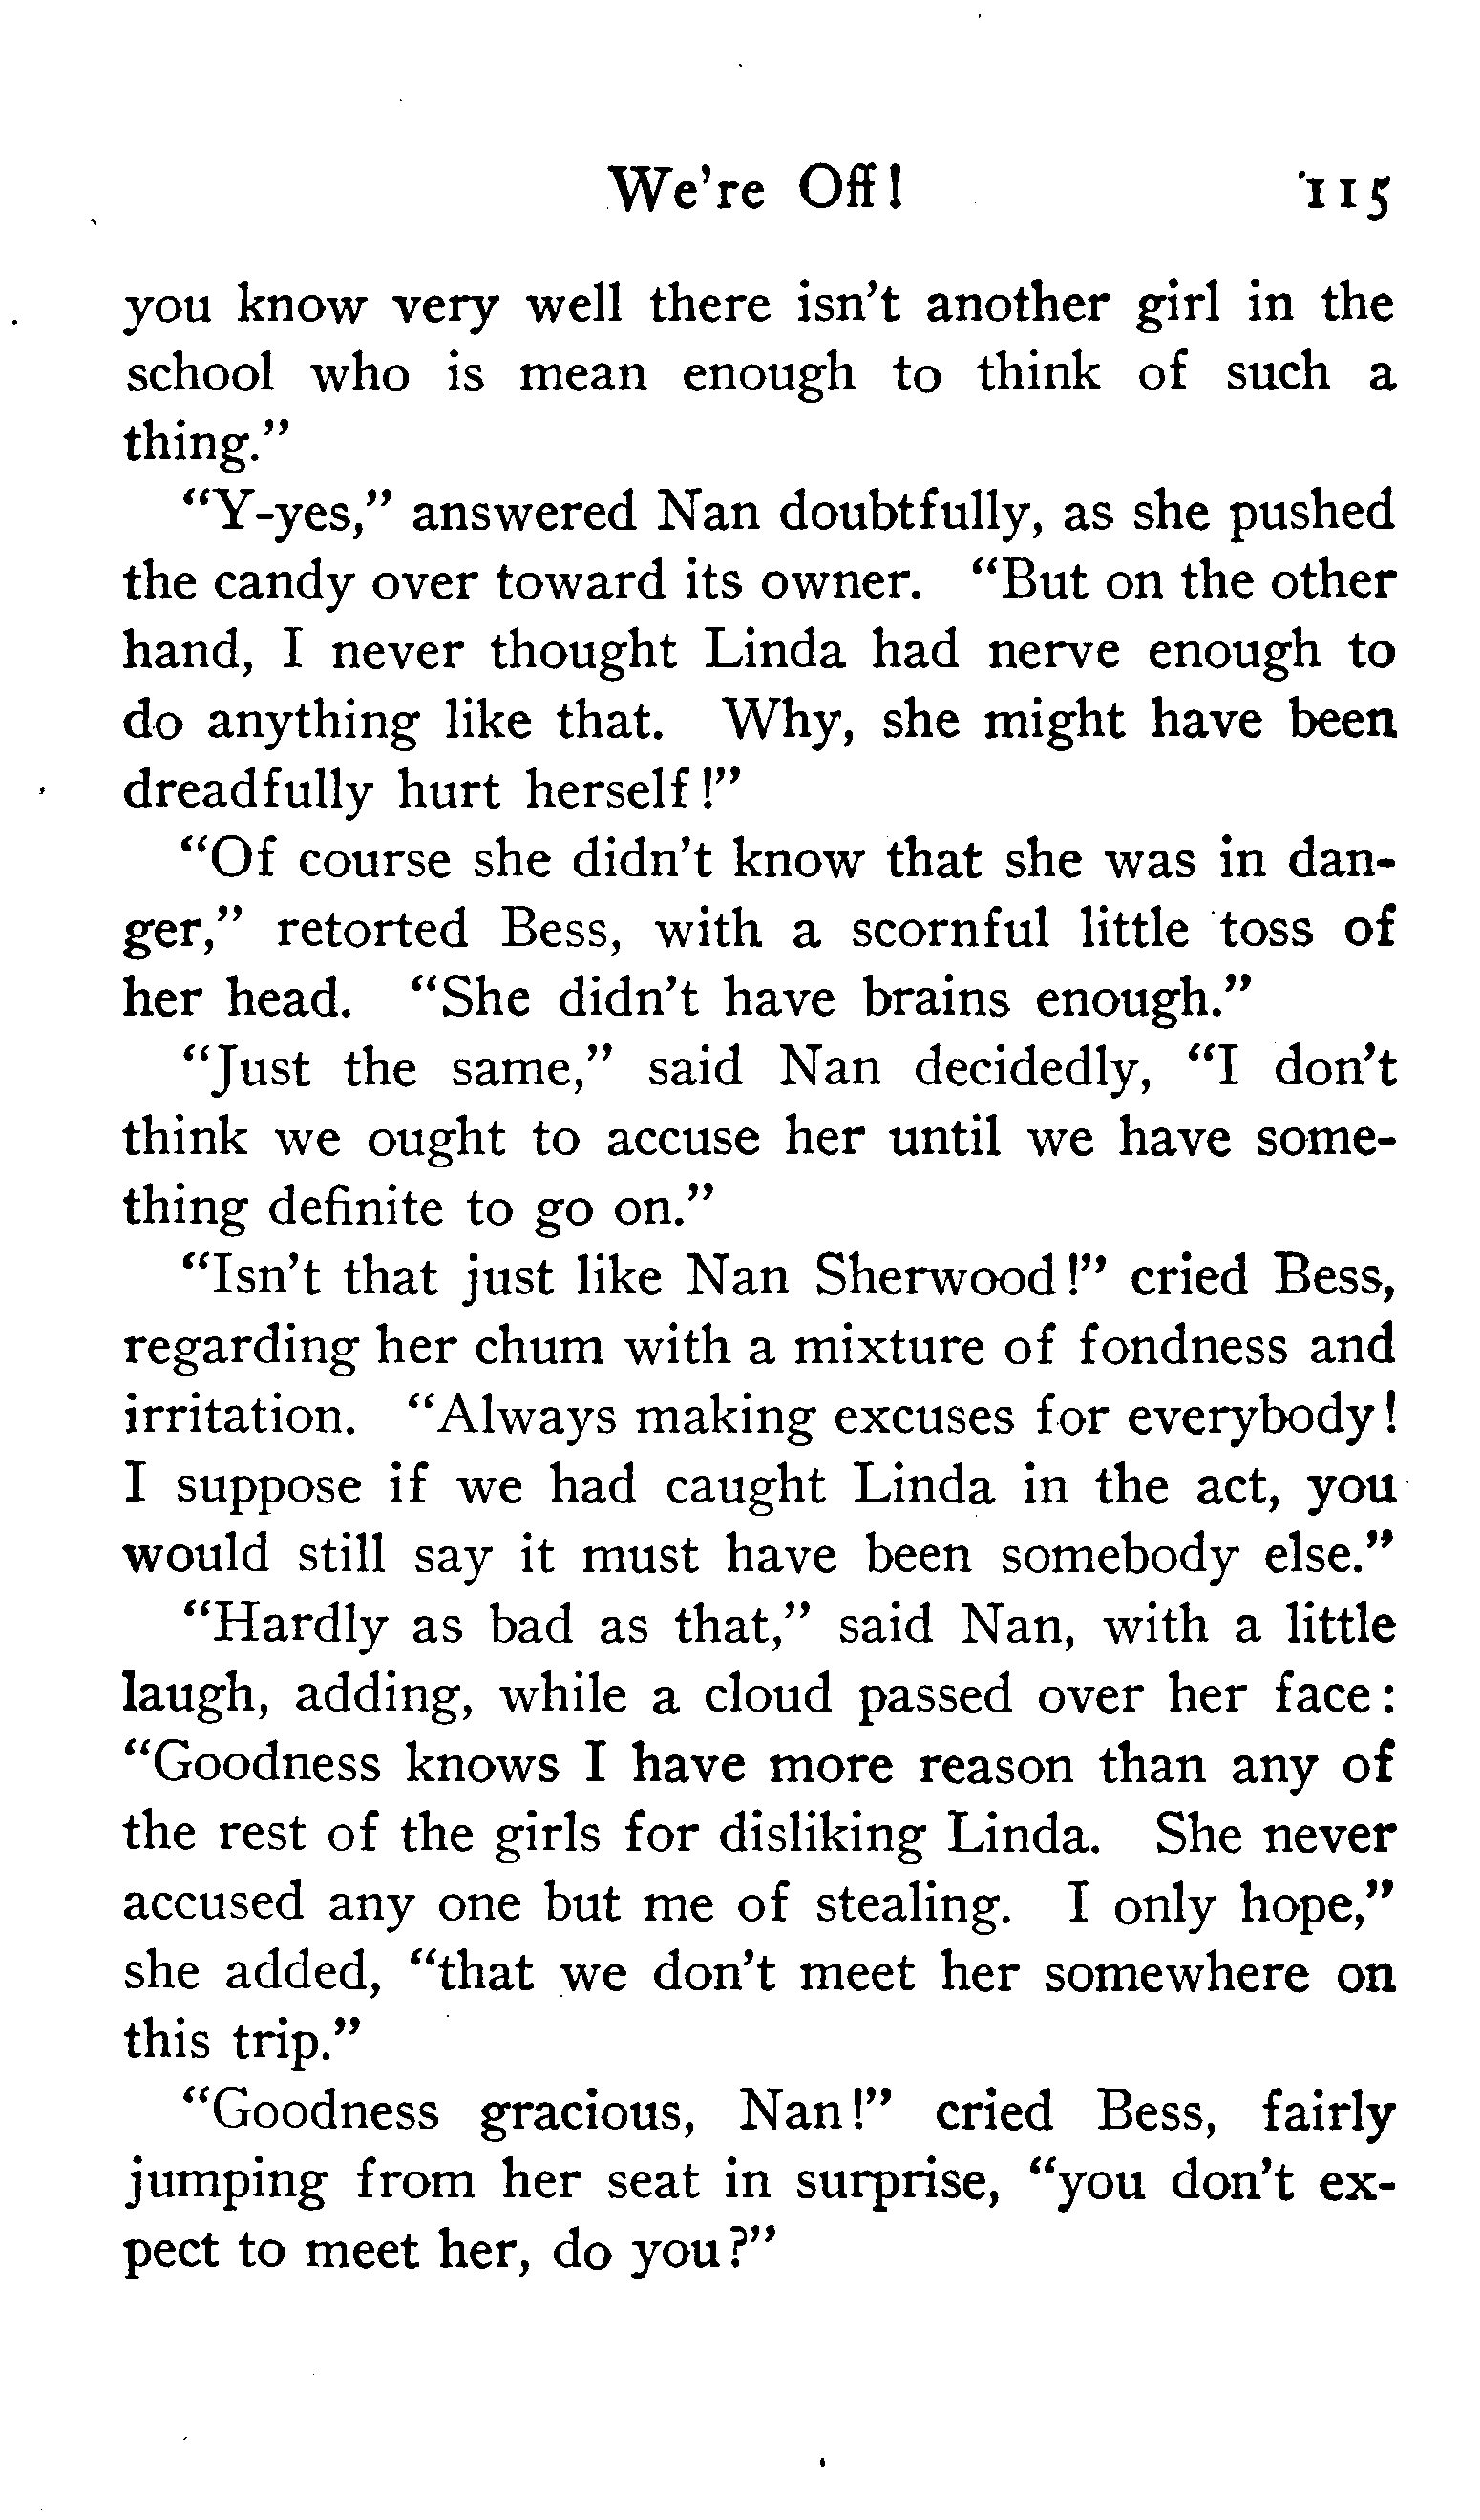 We're Off! 115
you know very well there isn't another girl in the
school who is mean enough to think of such a
thing."
"Y-yes," answered Nan doubtfully, as she pushed
the candy over toward its owner. "But on the other
hand, I never thought Linda had nerve enough to
do anything like that. Why, she might have been
dreadfully hurt herself!"
"Of course she didn't know that she was in dan-
ger," retorted Bess, with a scornful little toss of
her head. "She didn't have brains enough."
"Just the same," said Nan decidedly, "I don't
think we ought to accuse her until we have some-
thing definite to go on."
"Isn't that just like Nan Sherwood!" cried Bess,
regarding her chum with a mixture of fondness and
irritation. "Always making excuses for everybody!
I suppose if we had caught Linda in the act, you
would still say it must have been somebody else."
"Hardly as bad as that," said Nan, with a little
laugh, adding, while a cloud passed over her face:
"Goodness knows I have more reason than any of
the rest of the girls for disliking Linda. She never
accused any one but me of stealing. I only hope,"
she added, "that we don't meet her somewhere on
this trip."
"Goodness gracious, Nan!" cried Bess, fairly
jumping from her seat in surprise, "you don't ex-
pect to meet her, do you?"